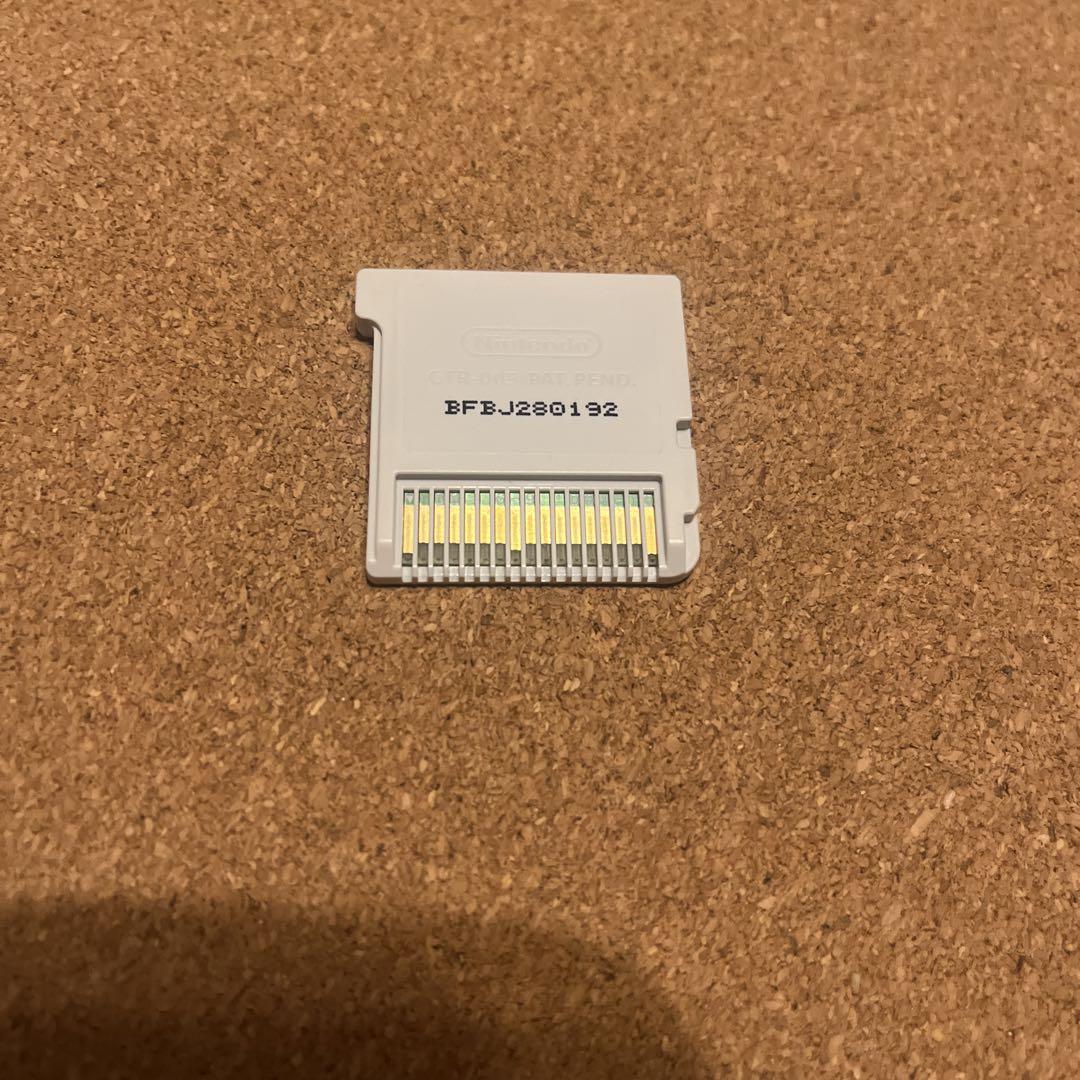 Nintendo
CTR-005 PAT. PEND.
BFBJ280192